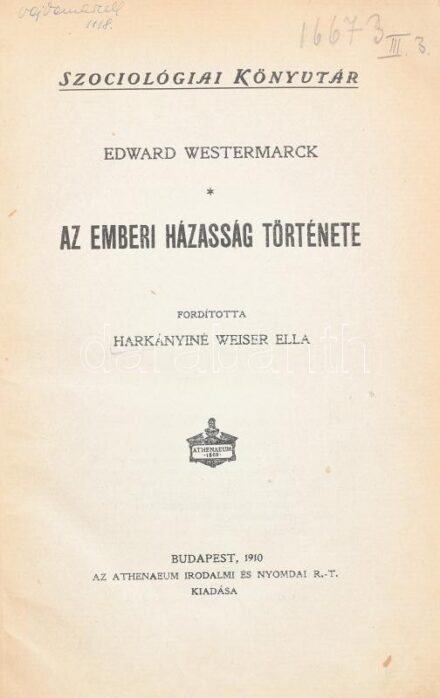 16673
III. 3.
SZOCIOLÓGIAI KÖNYVTÁR
EDWARD WESTERMARCK
*
AZ EMBERI HÁZASSÁG TÖRTÉNETE
FORDÍTOTTA
HARKÁNYINÉ WEISER ELLA
darabanth
ATHENAEUM
BUDAPEST, 1910
AZ ATHENAEUM IRODALMI ÉS NYOMDAI R.-T.
KIADÁSA